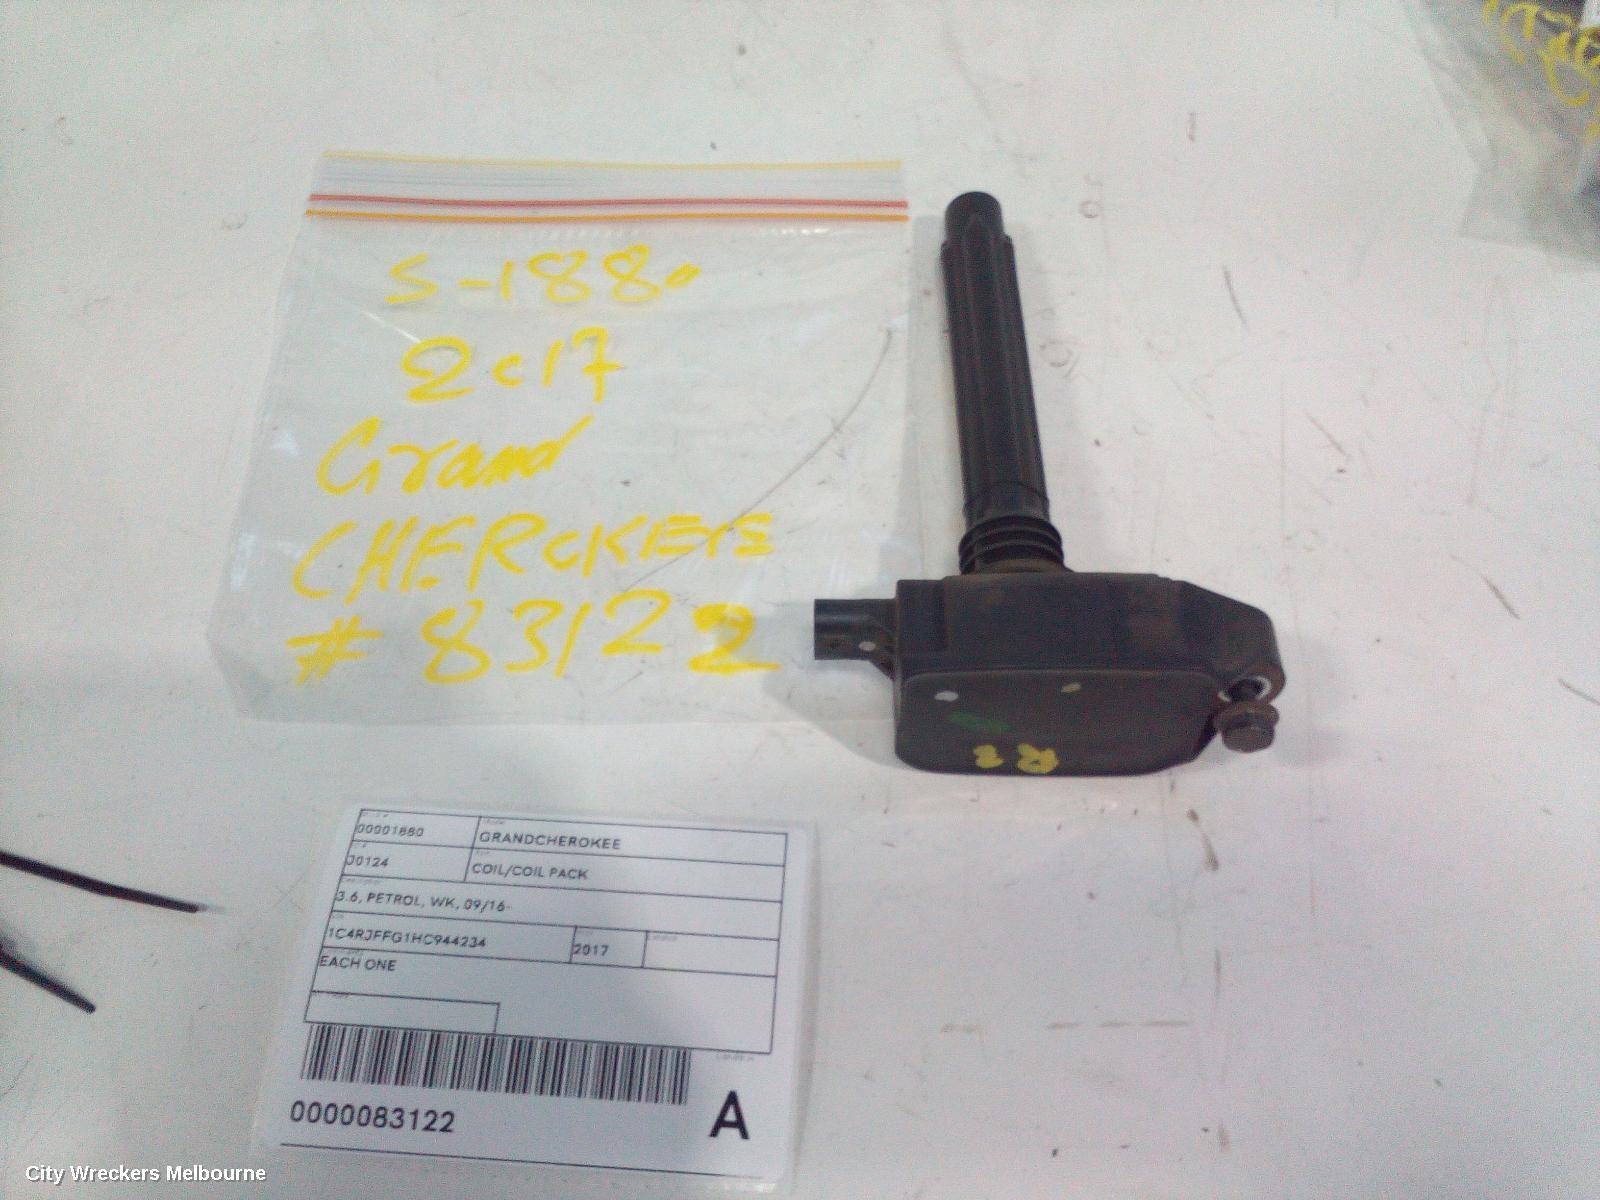 S-1880
2017
Grand
CHEROKEE
# 83122
R3
00001880
GRANDCHEROKEE
J0124
COIL/COIL PACK
3.6, PETROL, WK, 09/16-
1C4RJFFG1HC944234
2017
EACH ONE
0000083122
A
City Wreckers Melbourne